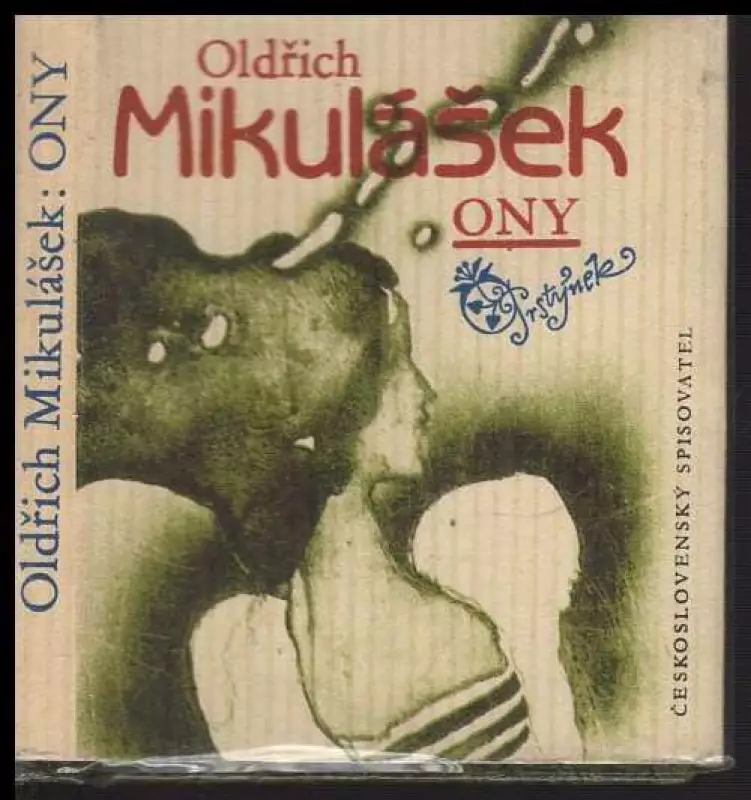 Oldřich Mikulášek: ONY
Oldřich
Mikulášek
ONY
Prstýnek
ČESKOSLOVENSKÝ SPISOVATEL